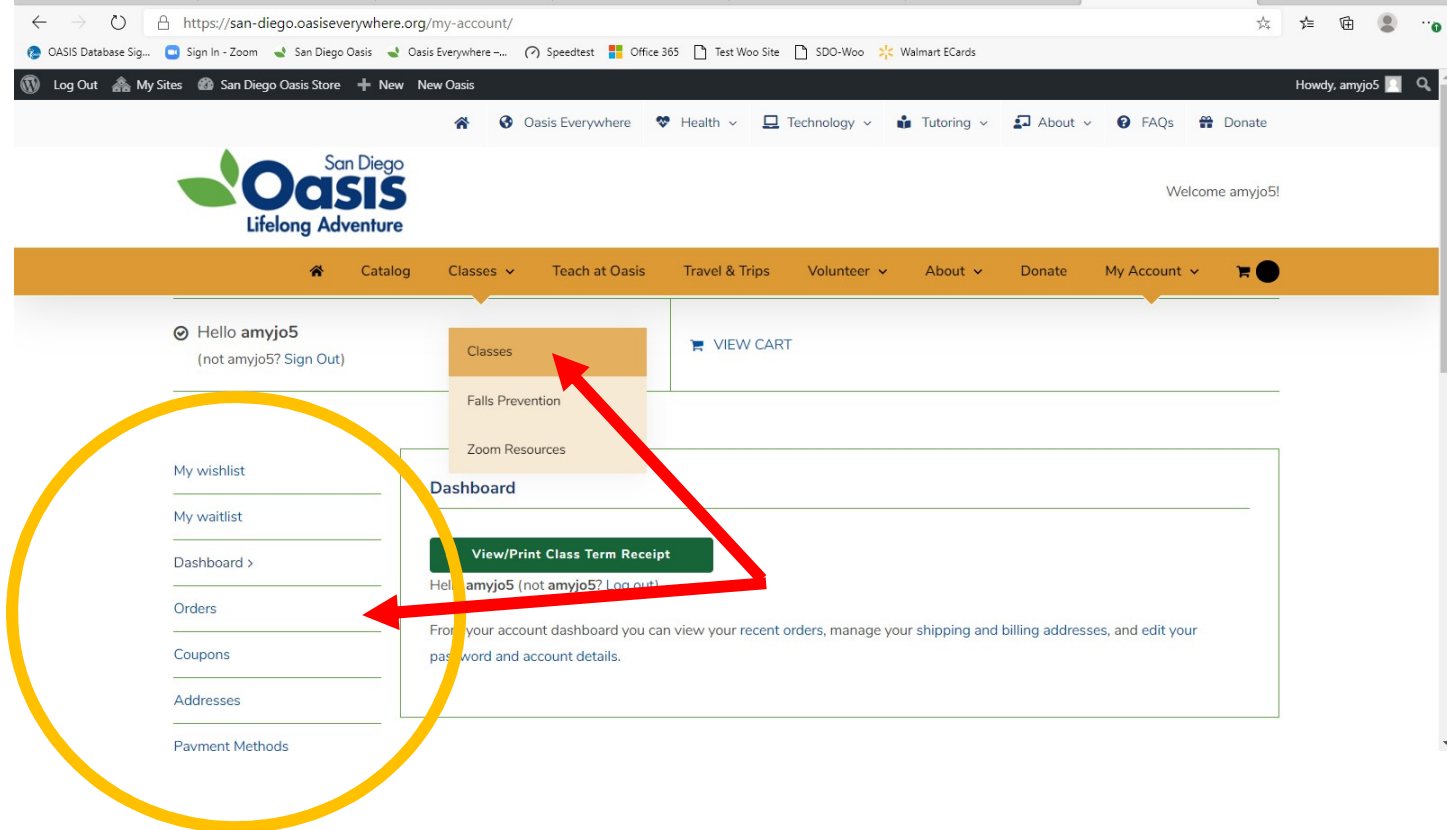 https://san-diego.oasiseverywhere.org/my-account/
OASIS Database Sig... Sign In - Zoom San Diego Oasis Oasis Everywhere –... Speedtest Office 365 Test Woo Site SDO-Woo Walmart ECards
Log Out My Sites San Diego Oasis Store New New Oasis Howdy, amyjo5
Oasis Everywhere Health Technology Tutoring About FAQs Donate
San Diego
Oasis
Lifelong Adventure
Welcome amyjo5!
Catalog Classes Teach at Oasis Travel & Trips Volunteer About Donate My Account
Hello amyjo5
(not amyjo5? Sign Out)
VIEW CART
Classes
Falls Prevention
Zoom Resources
My wishlist
My waitlist
Dashboard >
Orders
Coupons
Addresses
Payment Methods
Dashboard
View/Print Class Term Receipt
Hello amyjo5 (not amyjo5? Log out)
From your account dashboard you can view your recent orders, manage your shipping and billing addresses, and edit your
password and account details.